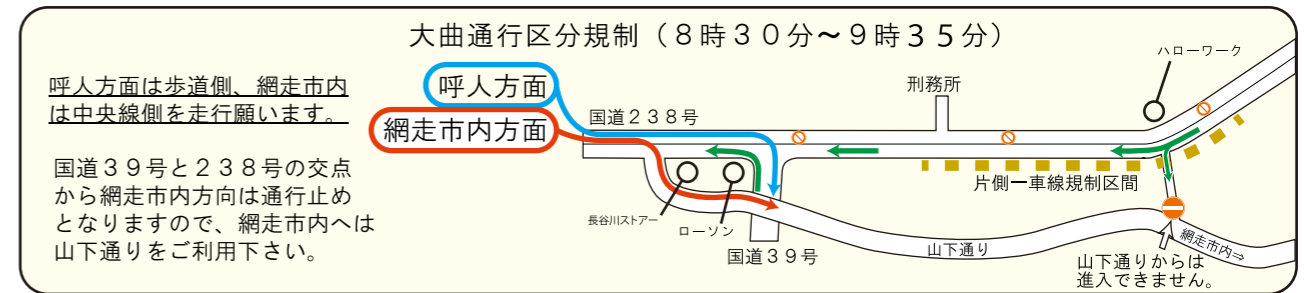 大曲通行区分規制（８時３０分〜９時３５分）
呼人方面は歩道側、網走市内
は中央線側を走行願います。
国道３９号と２３８号の交点
から網走市内方向は通行止め
となりますので、網走市内へは
山下通りをご利用下さい。
呼人方面
網走市内方面
国道２３８号
刑務所
ハローワーク
片側一車線規制区間
長谷川ストアー
ローソン
国道３９号
山下通り
網走市内⇒
山下通りからは
進入できません。